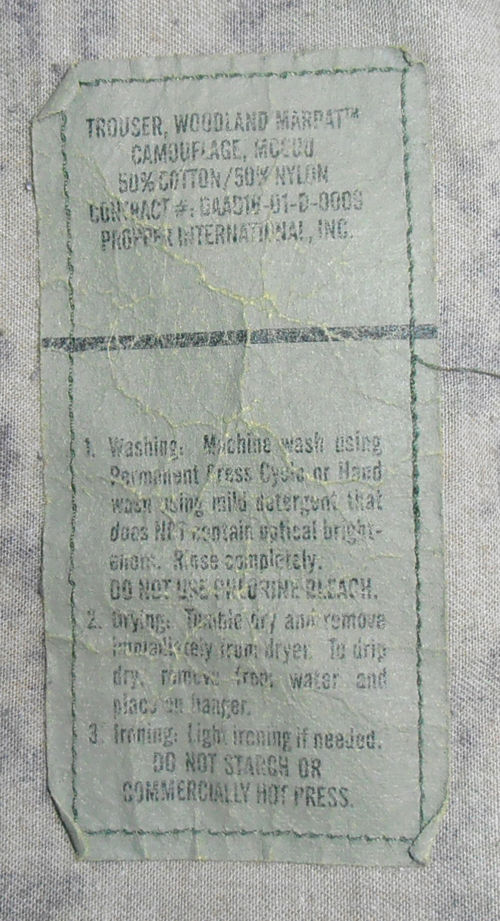 TROUSER, WOODLAND MARPAT™
CAMOUFLAGE, MCCUU
50% COTTON/50% NYLON
CONTRACT #: DAAD16-01-D-0009
PROPPER INTERNATIONAL, INC.
1. Washing: Machine wash using
Permanent Press Cycle or Hand
wash using mild detergent that
does NOT contain optical bright-
eners. Rinse completely.
DO NOT USE CHLORINE BLEACH.
2. Drying: Tumble dry and remove
immediately from dryer. To drip
dry, remove from water and
place on hanger.
3. Ironing: Light ironing if needed.
DO NOT STARCH OR
COMMERCIALLY HOT PRESS.